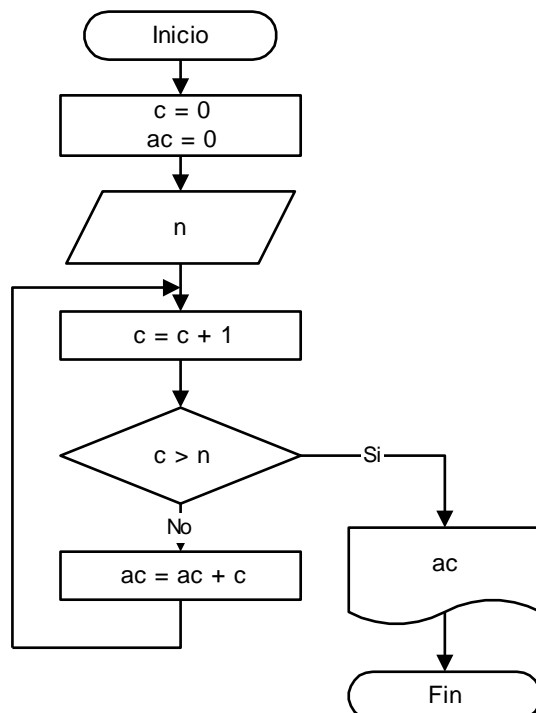 Inicio
c = 0
ac = 0
n
c = c + 1
c > n
Si
No
ac = ac + c
ac
Fin